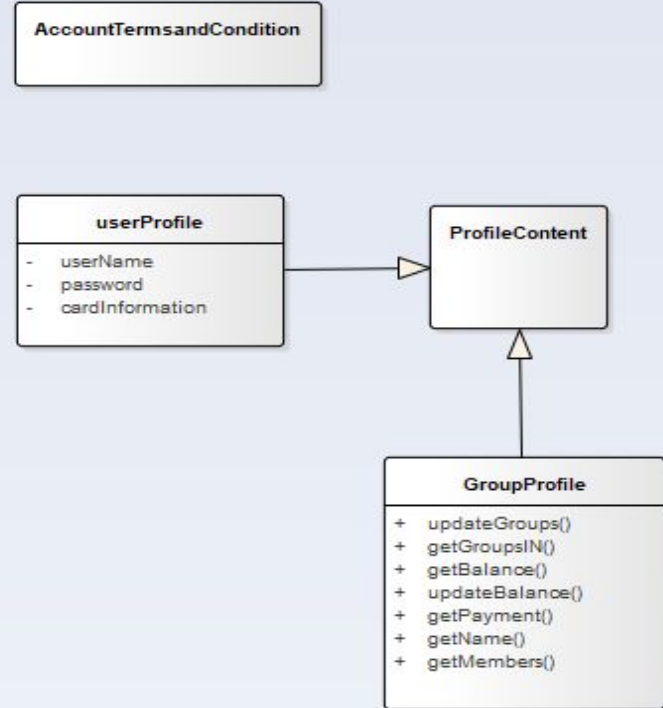 AccountTermsandCondition
userProfile
- userName
- password
- cardInformation
ProfileContent
GroupProfile
+ updateGroups()
+ getGroupsIN()
+ getBalance()
+ updateBalance()
+ getPayment()
+ getName()
+ getMembers()